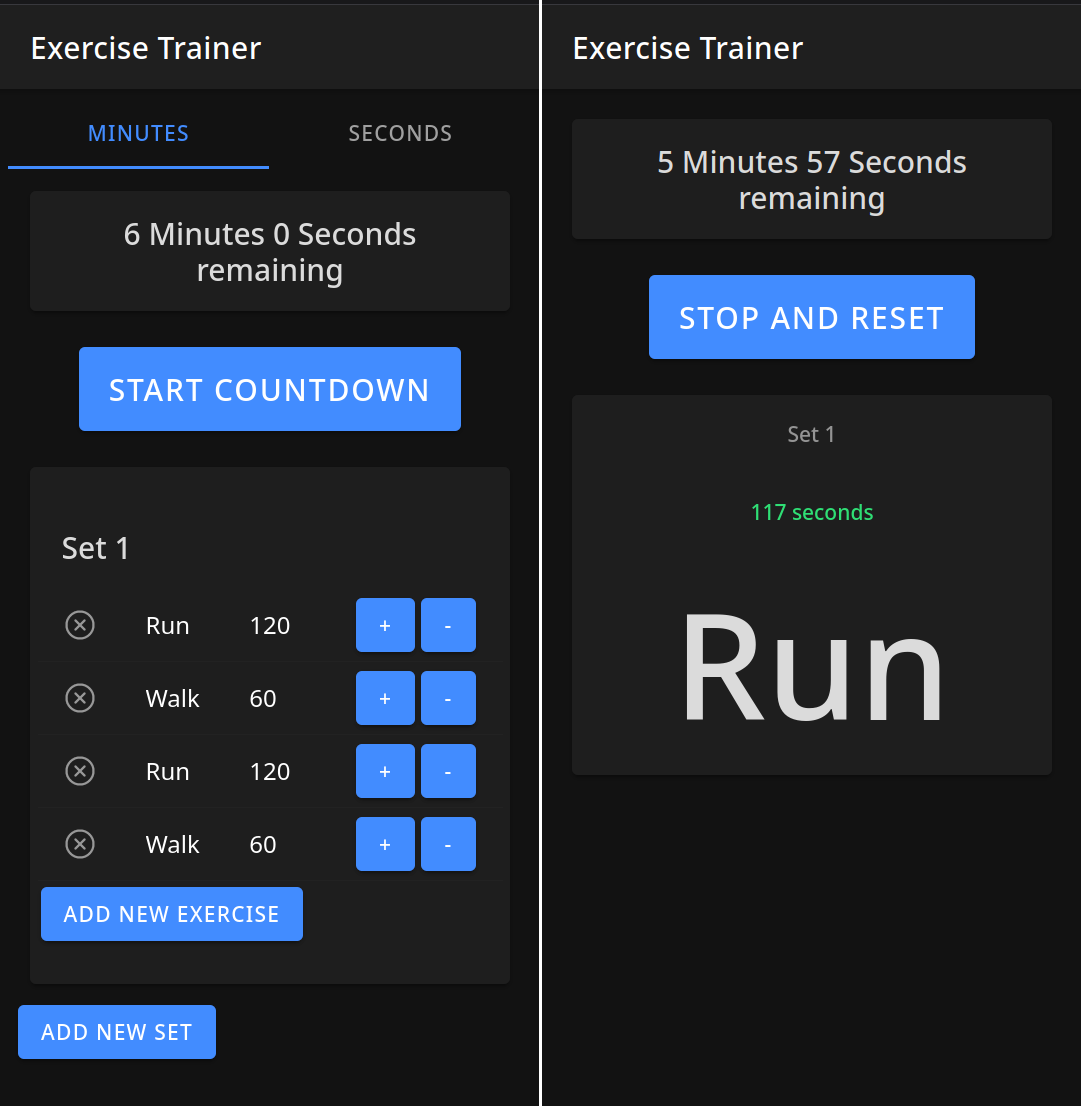 Exercise Trainer
MINUTES SECONDS
6 Minutes 0 Seconds
remaining
START COUNTDOWN
Set 1
Run 120 + -
Walk 60 + -
Run 120 + -
Walk 60 + -
ADD NEW EXERCISE
ADD NEW SET
Exercise Trainer
5 Minutes 57 Seconds
remaining
STOP AND RESET
Set 1
117 seconds
Run